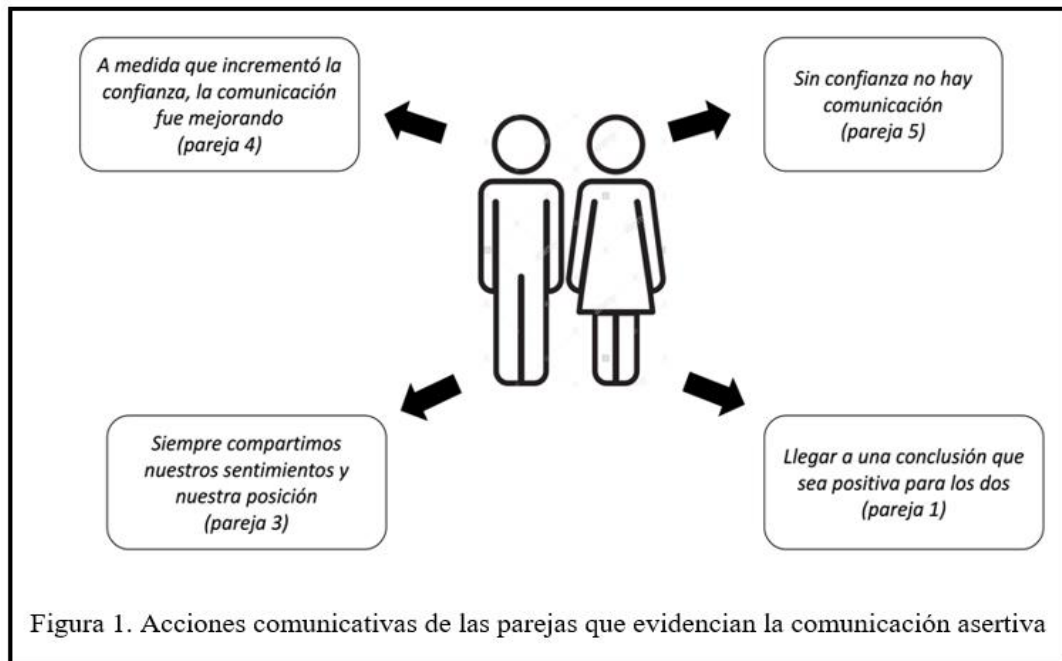 A medida que incrementó la
confianza, la comunicación
fue mejorando
(pareja 4)
Sin confianza no hay
comunicación
(pareja 5)
Siempre compartimos
nuestros sentimientos y
nuestra posición
(pareja 3)
Llegar a una conclusión que
sea positiva para los dos
(pareja 1)
Figura 1. Acciones comunicativas de las parejas que evidencian la comunicación asertiva